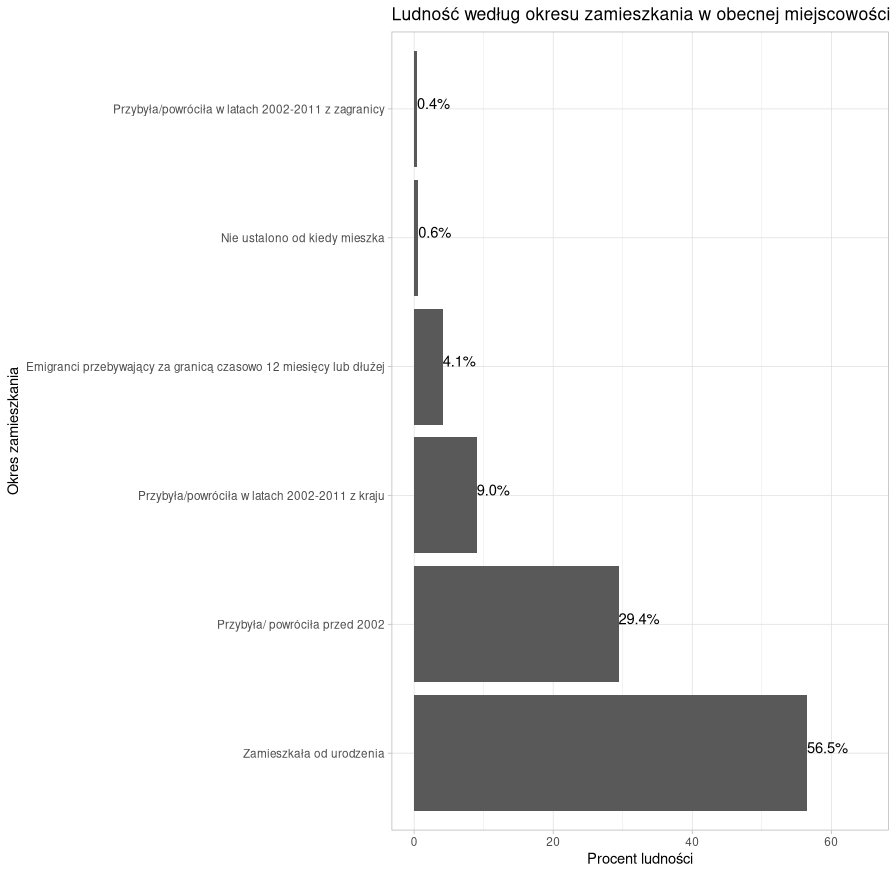 Ludność według okresu zamieszkania w obecnej miejscowości
Przybyła/powróciła w latach 2002-2011 z zagranicy
0.4%
Nie ustalono od kiedy mieszka
0.6%
Emigranci przebywający za granicą czasowo 12 miesięcy lub dłużej
4.1%
Przybyła/powróciła w latach 2002-2011 z kraju
9.0%
Przybyła/ powróciła przed 2002
29.4%
Zamieszkała od urodzenia
56.5%
Okres zamieszkania
0 20 40 60
Procent ludności